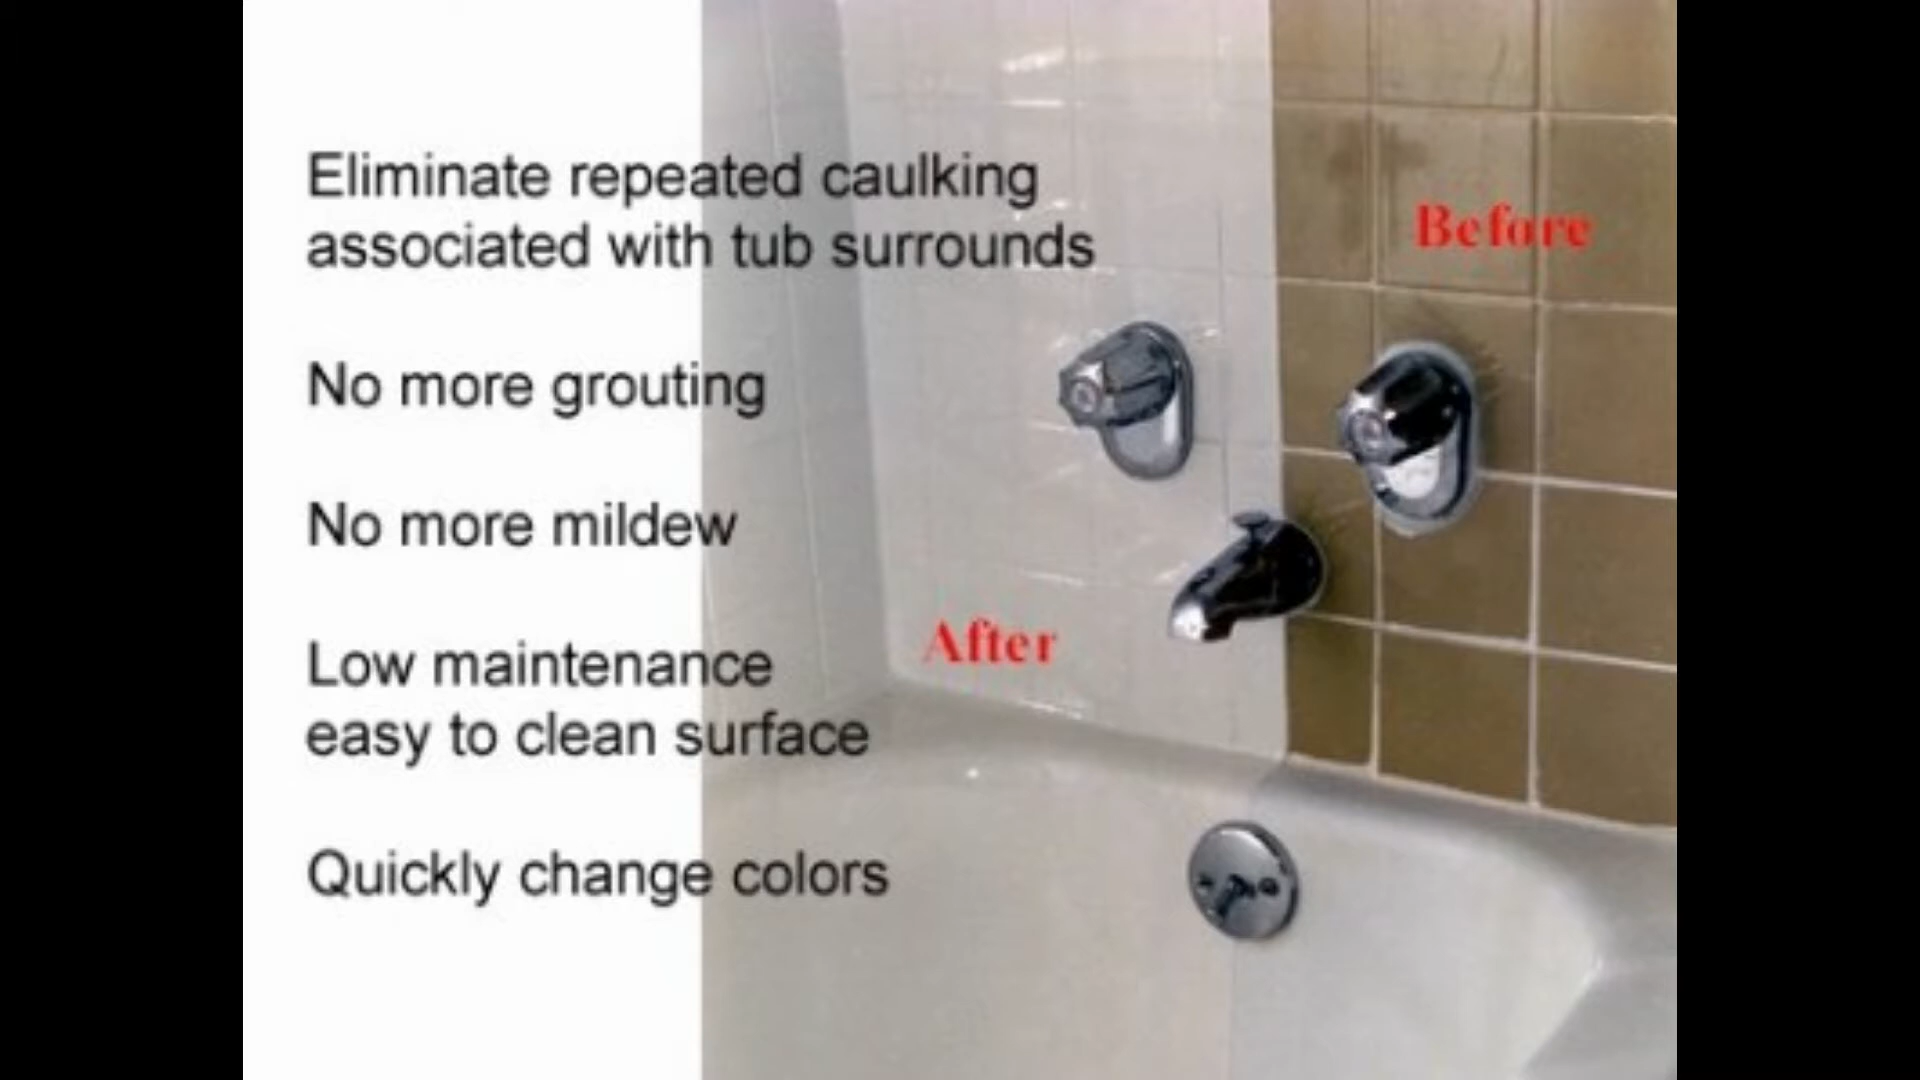 Eliminate repeated caulking
associated with tub surrounds
Before
No more grouting
No more mildew
After
Low maintenance
easy to clean surface
Quickly change colors